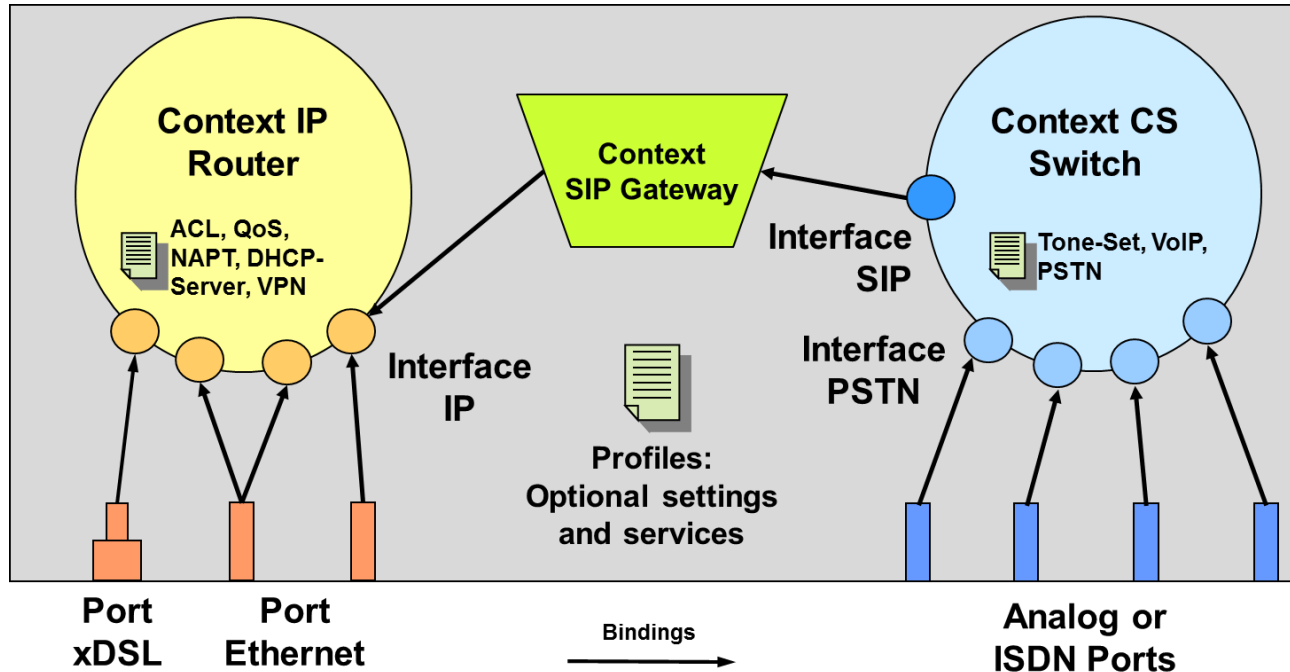 Context IP
Router
ACL, QoS,
NAPT, DHCP-
Server, VPN
Context
SIP Gateway
Context CS
Switch
Tone-Set, VoIP,
PSTN
Interface
SIP
Interface
IP
Interface
PSTN
Profiles:
Optional settings
and services
Port
xDSL
Port
Ethernet
Bindings
Analog or
ISDN Ports